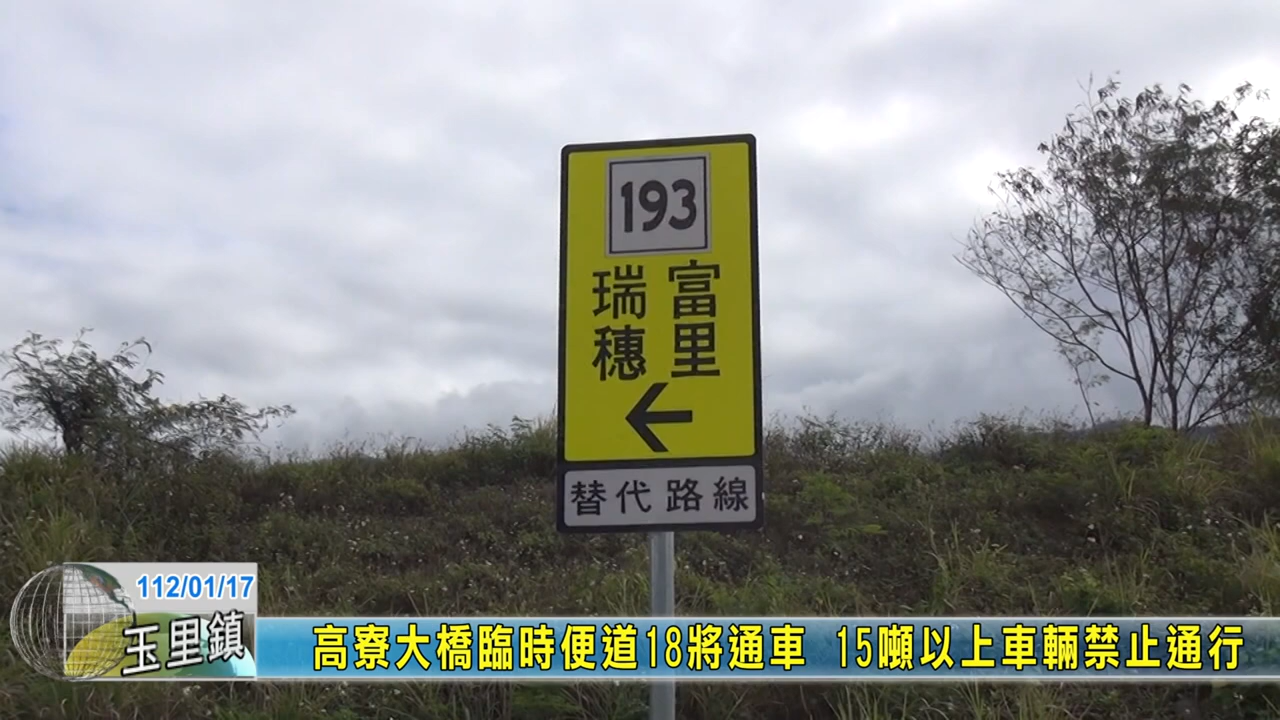 193
富里
瑞穗
替代路線
112/01/17
玉里鎮
高寮大橋臨時便道18將通車 15噸以上車輛禁止通行